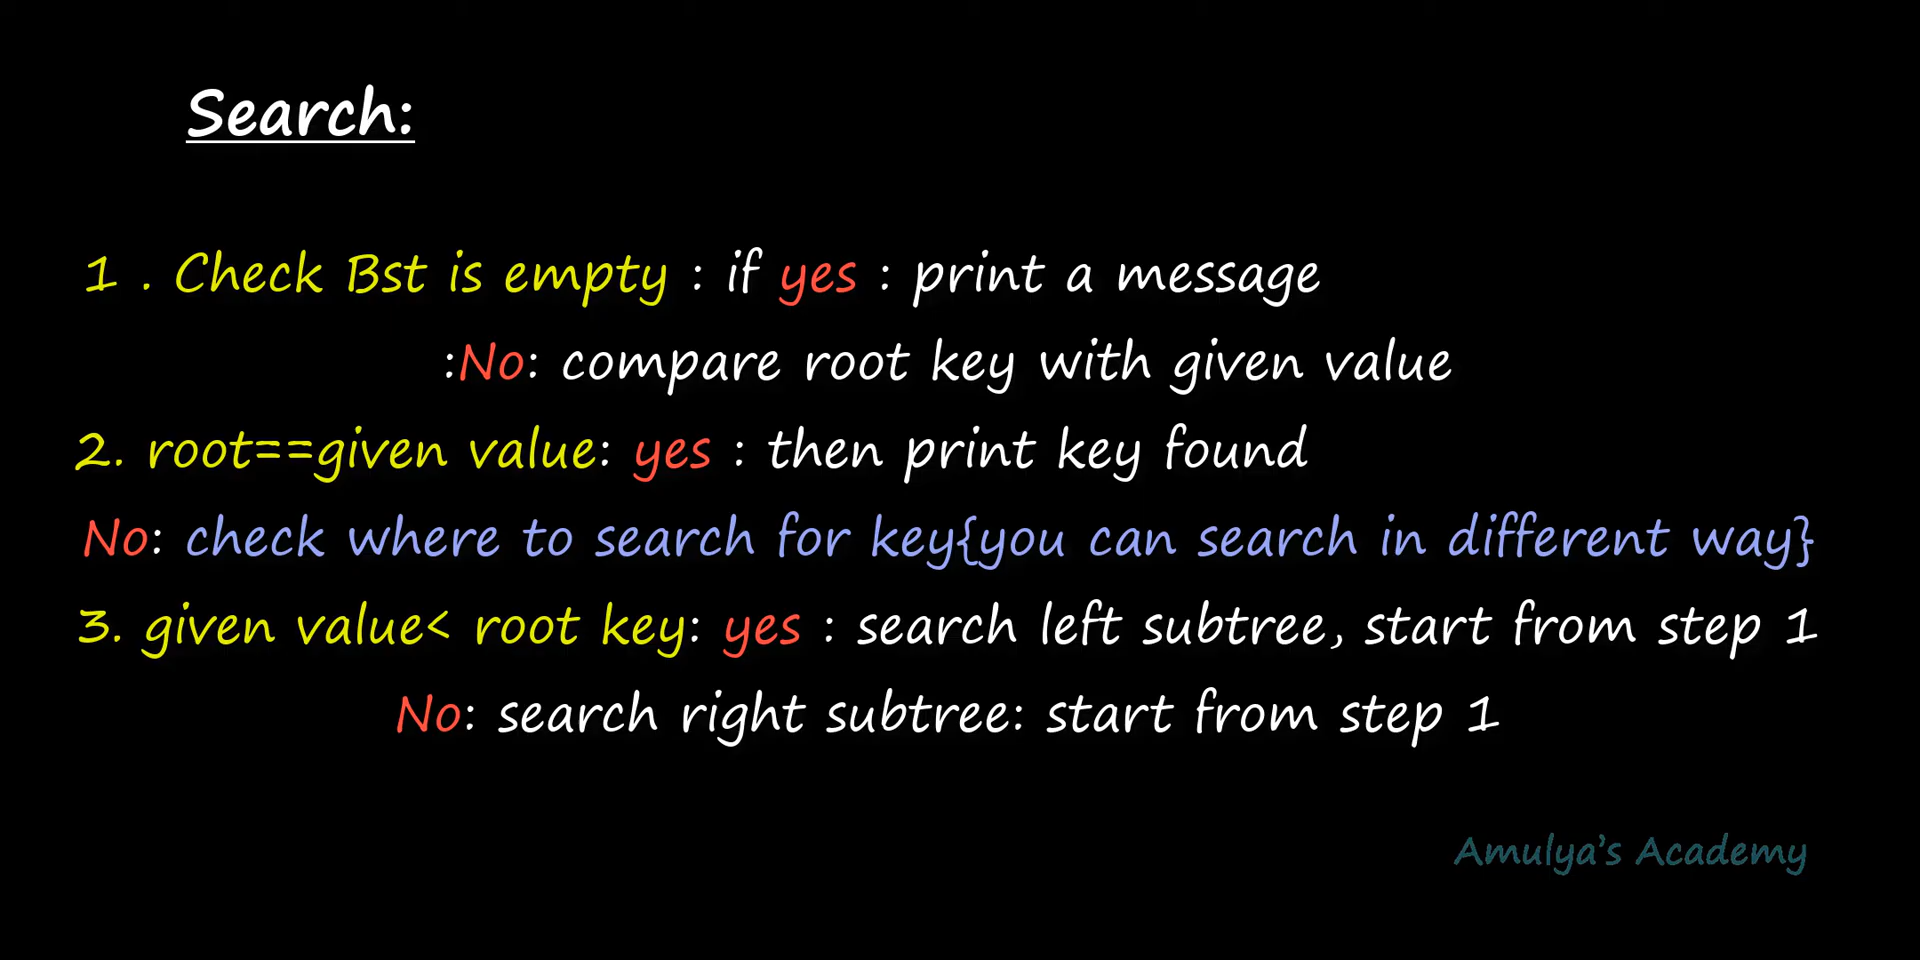 Search:
1 . Check Bst is empty : if yes : print a message
:No: compare root key with given value
2. root==given value: yes : then print key found
No: check where to search for key{you can search in different way}
3. given value< root key: yes : search left subtree, start from step 1
No: search right subtree: start from step 1
Amulya's Academy